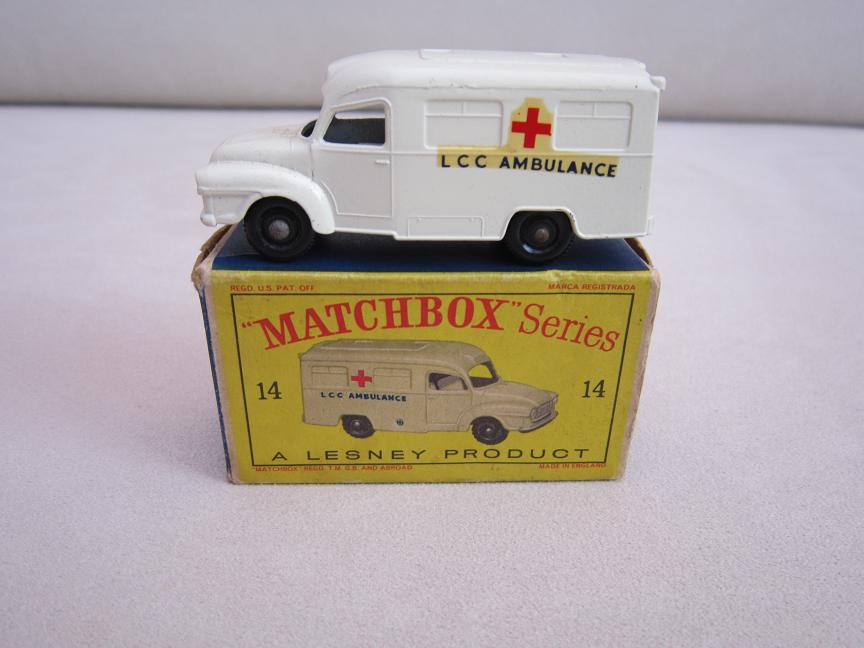 LCC AMBULANCE
REGD. U.S. PAT. OFF.
MARCA REGISTRADA
"MATCHBOX" Series
14
14
LCC AMBULANCE
A LESNEY PRODUCT
"MATCHBOX" REGD. T.M. G.B. AND ABROAD
MADE IN ENGLAND